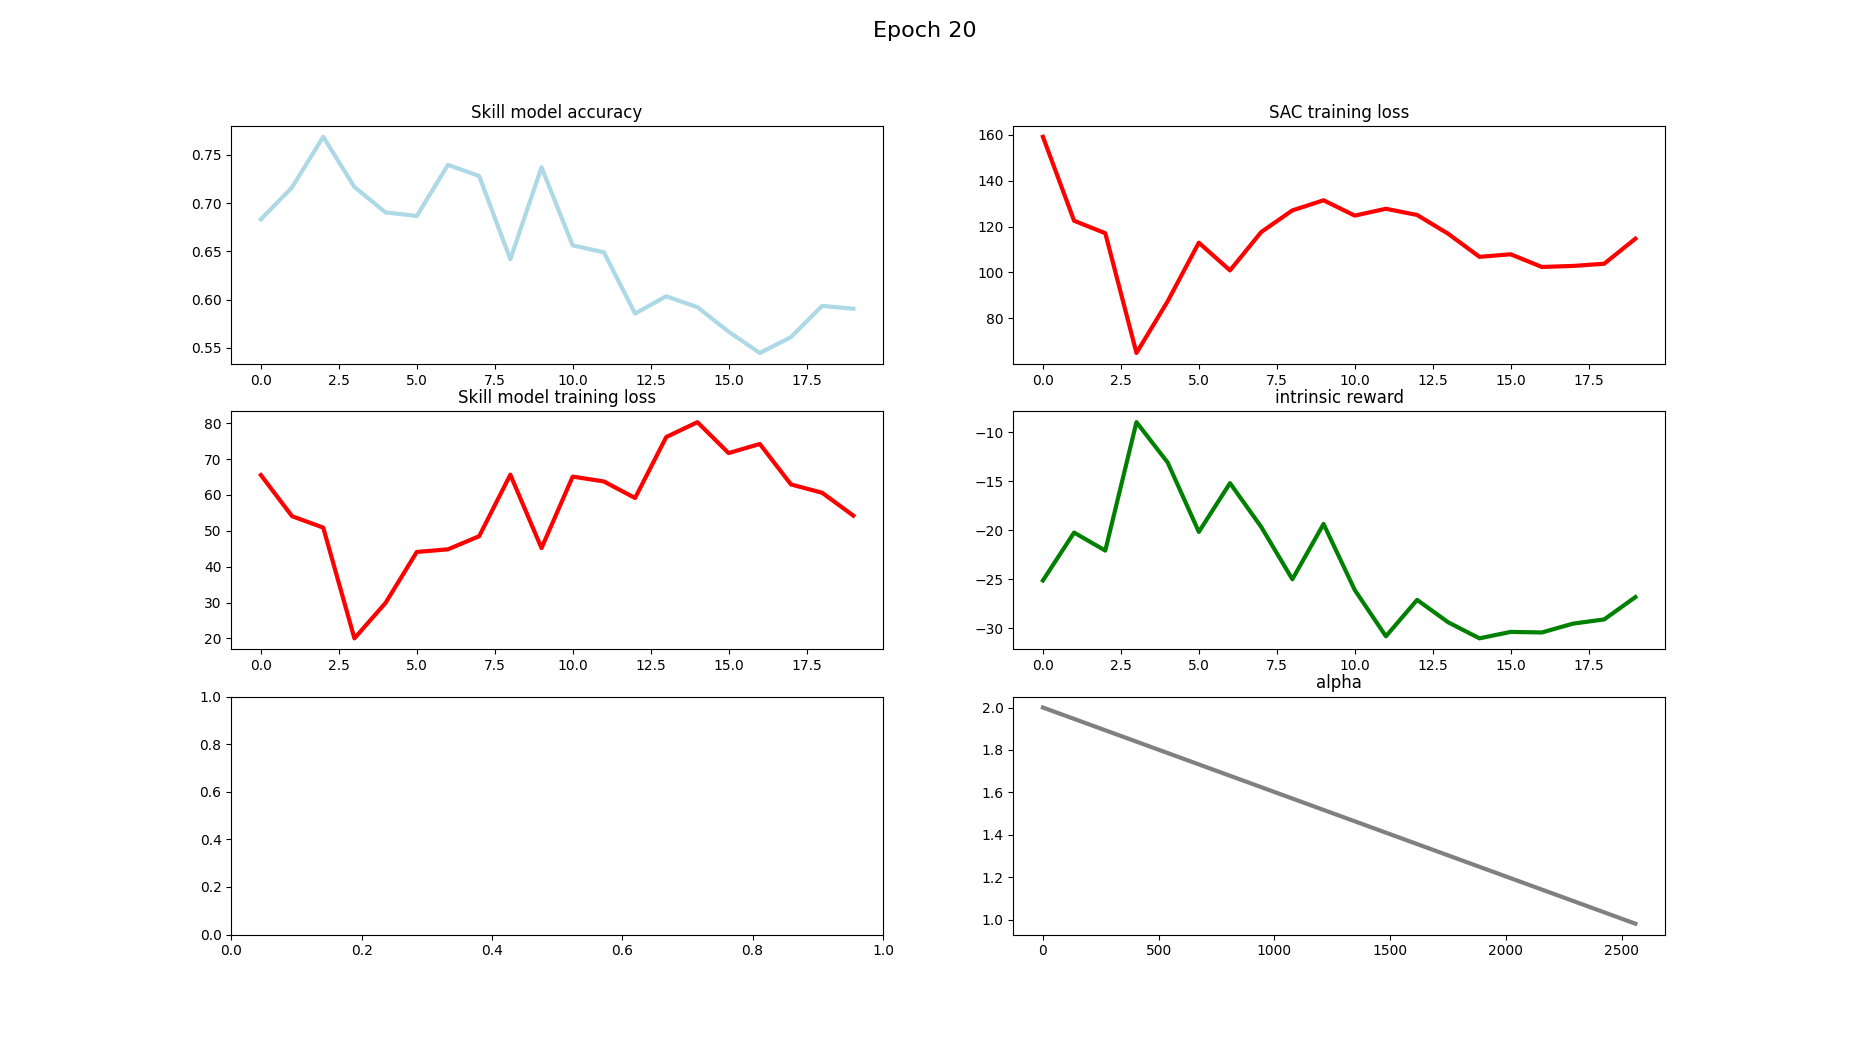 Epoch 20
Skill model accuracy
0.75
0.70
0.65
0.60
0.55
0.0 2.5 5.0 7.5 10.0 12.5 15.0 17.5
SAC training loss
160
140
120
100
80
0.0 2.5 5.0 7.5 10.0 12.5 15.0 17.5
Skill model training loss
80
70
60
50
40
30
20
0.0 2.5 5.0 7.5 10.0 12.5 15.0 17.5
intrinsic reward
−10
−15
−20
−25
−30
0.0 2.5 5.0 7.5 10.0 12.5 15.0 17.5
1.0
0.8
0.6
0.4
0.2
0.0
0.0 0.2 0.4 0.6 0.8 1.0
alpha
2.0
1.8
1.6
1.4
1.2
1.0
0 500 1000 1500 2000 2500